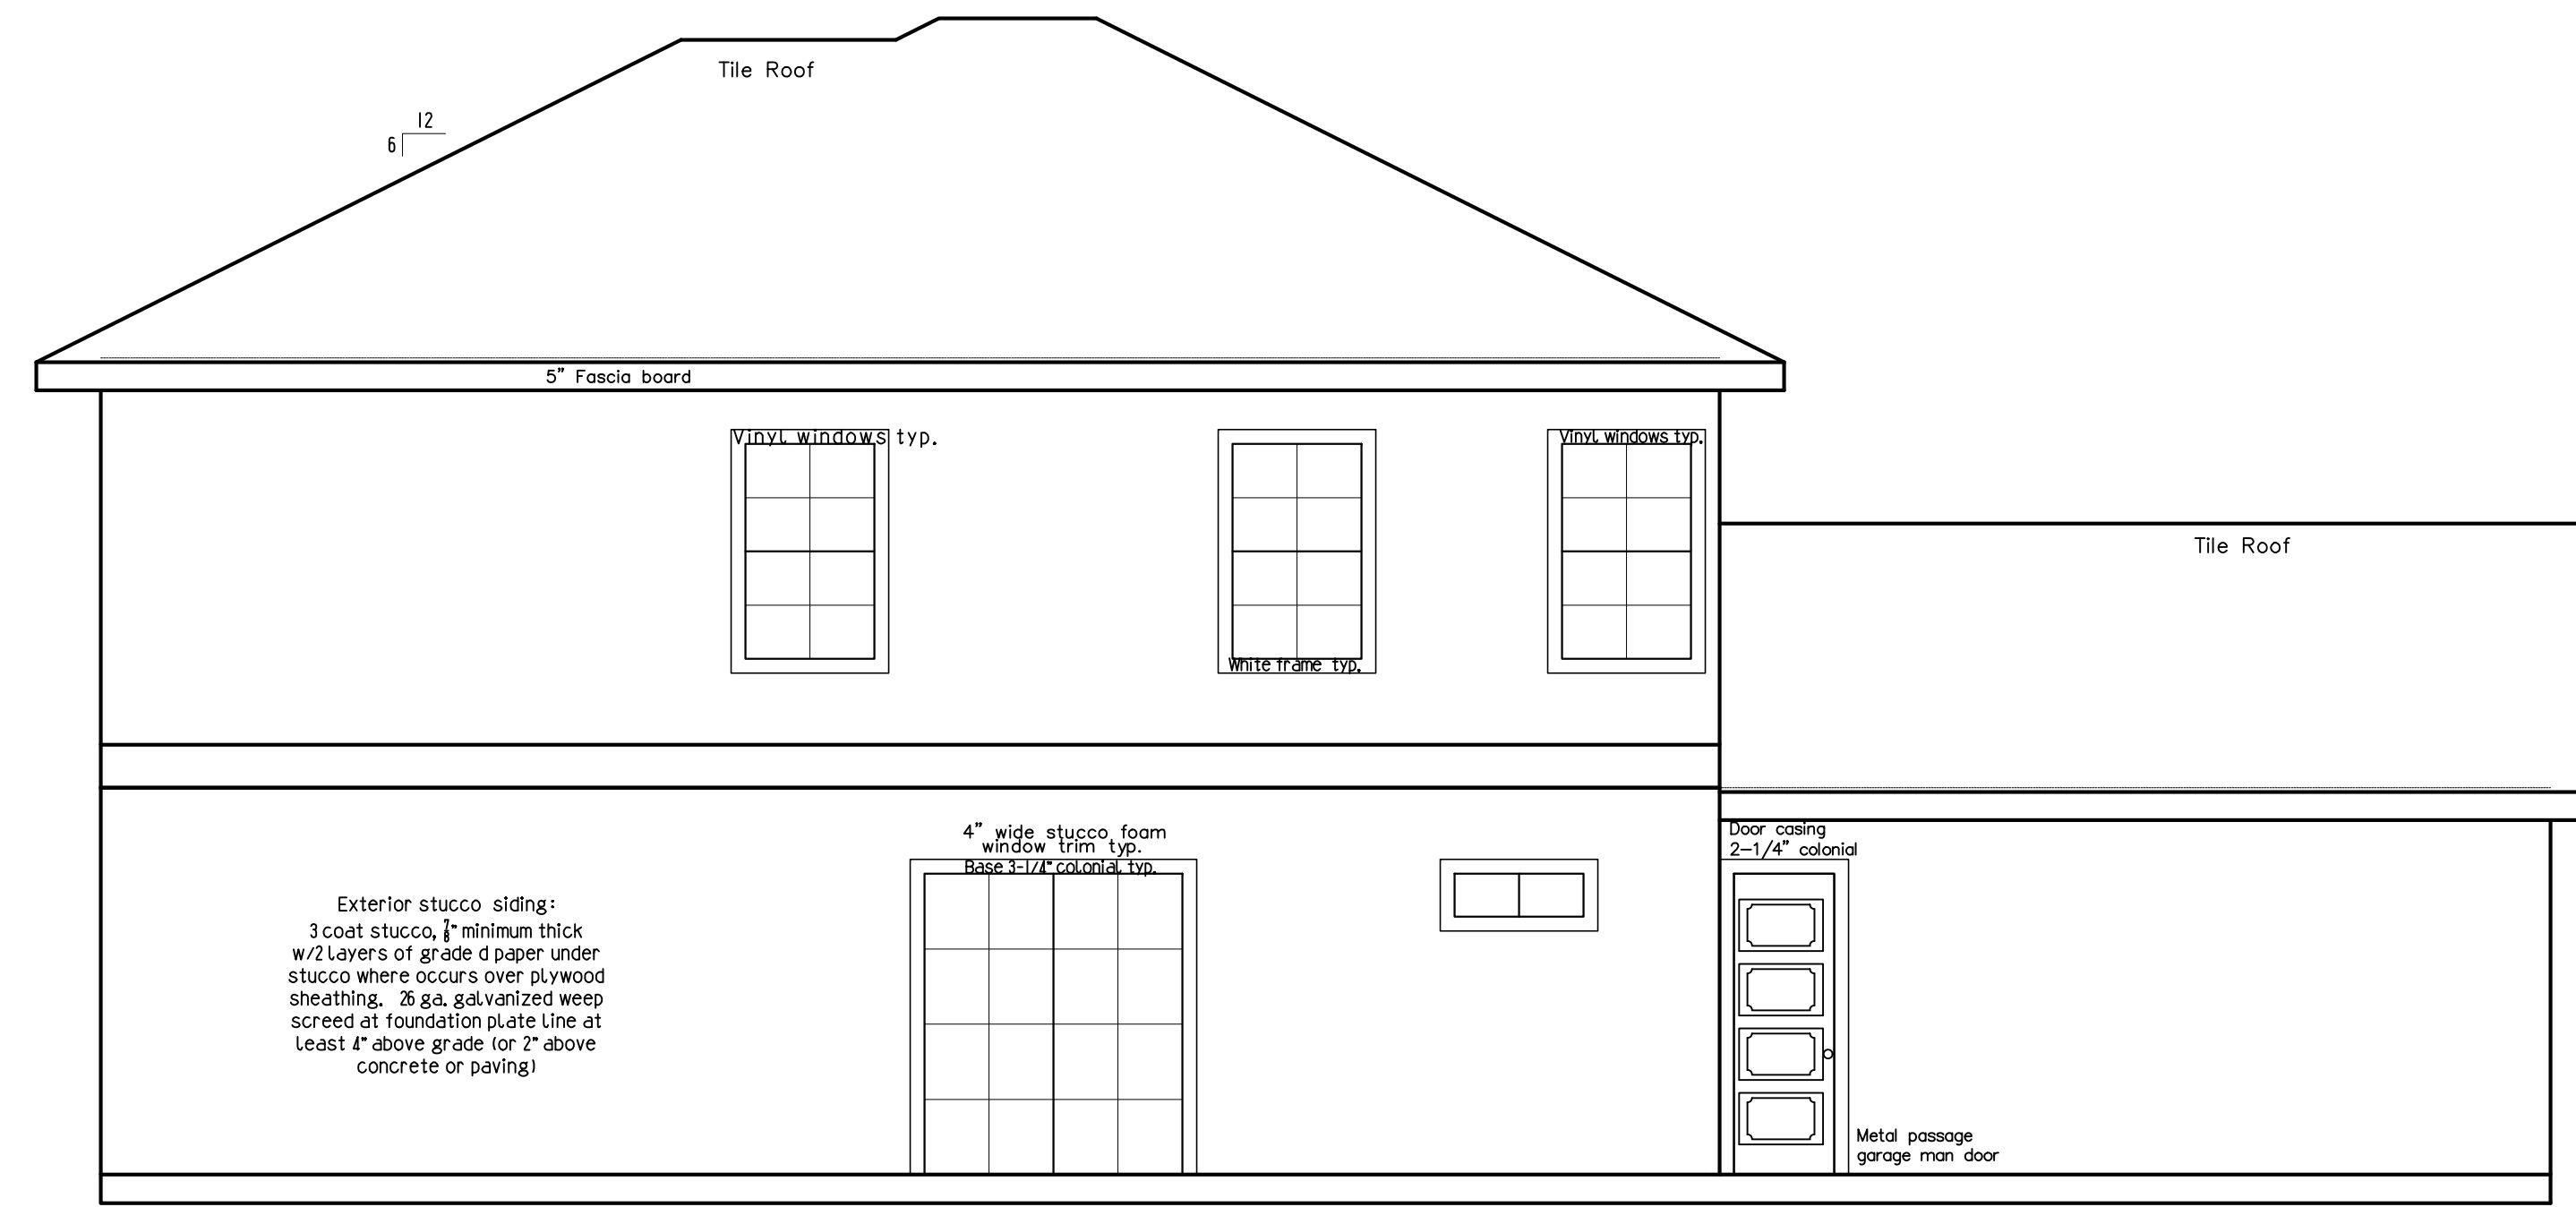 Tile Roof
12
6
5" Fascia board
Vinyl windows typ.
Vinyl windows typ.
Tile Roof
White frame typ.
4" wide stucco foam
window trim typ.
Base 3-1/4" colonial typ.
Door casing
2-1/4" colonial
Exterior stucco siding:
3 coat stucco, 7/8" minimum thick
w/2 layers of grade d paper under
stucco where occurs over plywood
sheathing. 26 ga. galvanized weep
screed at foundation plate line at
least 4" above grade (or 2" above
concrete or paving)
Metal passage
garage man door